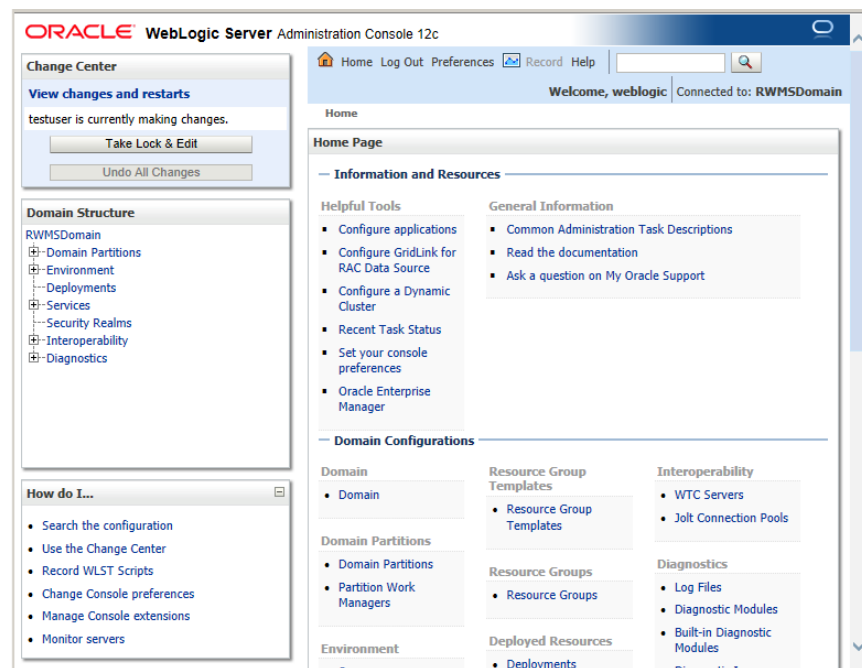 ORACLE WebLogic Server Administration Console 12c
Change Center
View changes and restarts
testuser is currently making changes.
Take Lock & Edit
Undo All Changes
Domain Structure
RWMSDomain
Domain Partitions
Environment
Deployments
Services
Security Realms
Interoperability
Diagnostics
How do I...
Search the configuration
Use the Change Center
Record WLST Scripts
Change Console preferences
Manage Console extensions
Monitor servers
Home Log Out Preferences Record Help
Welcome, weblogic Connected to: RWMSDomain
Home
Home Page
Information and Resources
Helpful Tools
Configure applications
Configure GridLink for
RAC Data Source
Configure a Dynamic
Cluster
Recent Task Status
Set your console
preferences
Oracle Enterprise
Manager
General Information
Common Administration Task Descriptions
Read the documentation
Ask a question on My Oracle Support
Domain Configurations
Domain
Domain
Domain Partitions
Domain Partitions
Partition Work
Managers
Environment
Resource Group
Templates
Resource Group
Templates
Resource Groups
Resource Groups
Deployed Resources
Deployments
Interoperability
WTC Servers
Jolt Connection Pools
Diagnostics
Log Files
Diagnostic Modules
Built-in Diagnostic
Modules